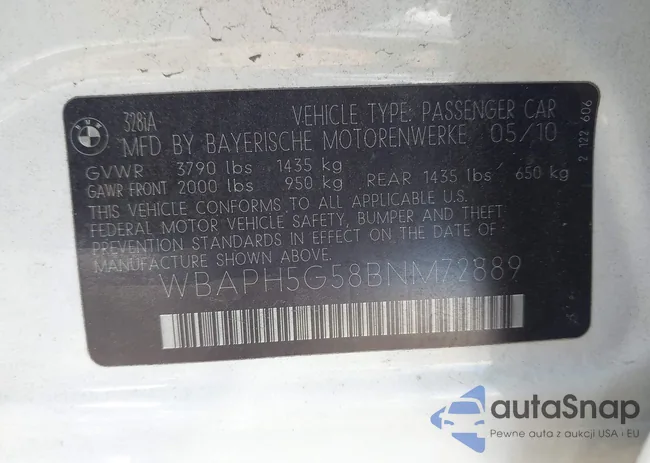 BMW
328iA
VEHICLE TYPE: PASSENGER CAR
MFD BY BAYERISCHE MOTORENWERKE 05/10
GVWR 3790 lbs 1435 kg
GAWR FRONT 2000 lbs 950 kg REAR 1435 lbs 650 kg
THIS VEHICLE CONFORMS TO ALL APPLICABLE U.S.
FEDERAL MOTOR VEHICLE SAFETY, BUMPER AND THEFT
PREVENTION STANDARDS IN EFFECT ON THE DATE OF
MANUFACTURE SHOWN ABOVE.
WBAPH5G58BNM72889
2 122 606
autaSnap
Pewne auta z aukcji USA i EU